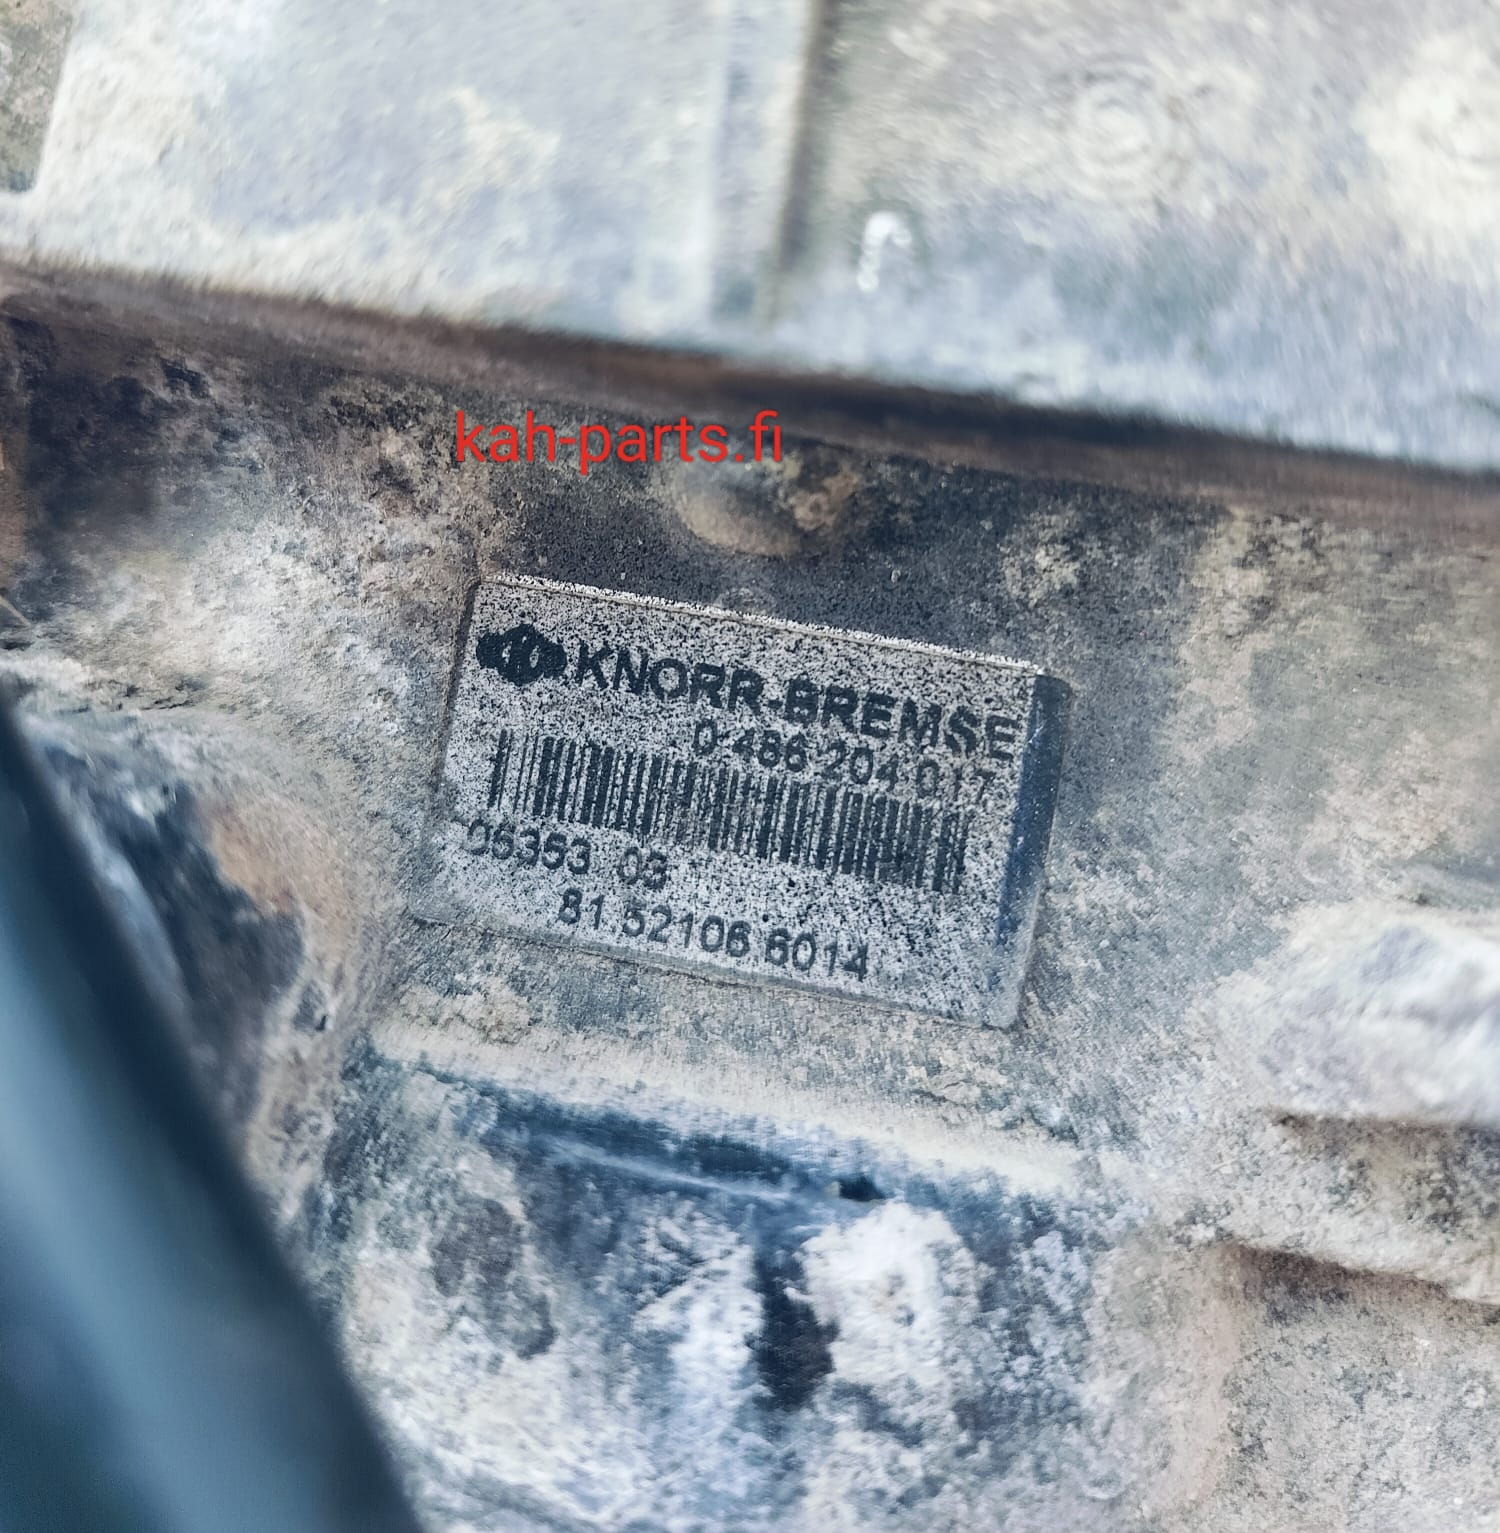 kah-parts.fi
KNORR-BREMSE
0 486 204 017
05353 03
81.52106.6014